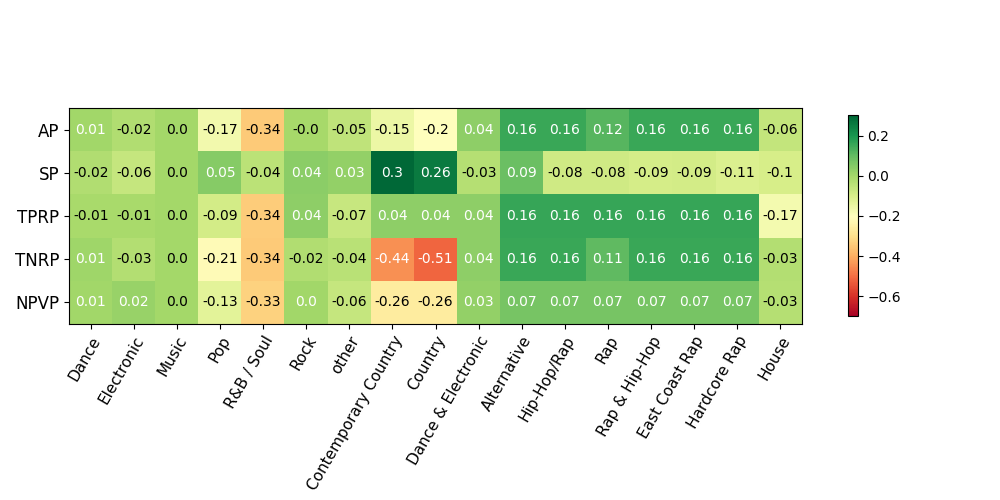 AP 0.01 -0.02 0.0 -0.17 -0.34 -0.0 -0.05 -0.15 -0.2 0.04 0.16 0.16 0.12 0.16 0.16 0.16 -0.06
SP -0.02 -0.06 0.0 0.05 -0.04 0.04 0.03 0.3 0.26 -0.03 0.09 -0.08 -0.08 -0.09 -0.09 -0.11 -0.1
TPRP -0.01 -0.01 0.0 -0.09 -0.34 0.04 -0.07 0.04 0.04 0.04 0.16 0.16 0.16 0.16 0.16 0.16 -0.17
TNRP 0.01 -0.03 0.0 -0.21 -0.34 -0.02 -0.04 -0.44 -0.51 0.04 0.16 0.16 0.11 0.16 0.16 0.16 -0.03
NPVP 0.01 0.02 0.0 -0.13 -0.33 0.0 -0.06 -0.26 -0.26 0.03 0.07 0.07 0.07 0.07 0.07 0.07 -0.03
Dance
Electronic
Music
Pop
R&B / Soul
Rock
other
Contemporary Country
Country
Dance & Electronic
Alternative
Hip-Hop/Rap
Rap
Rap & Hip-Hop
East Coast Rap
Hardcore Rap
House
0.2
0.0
−0.2
−0.4
−0.6